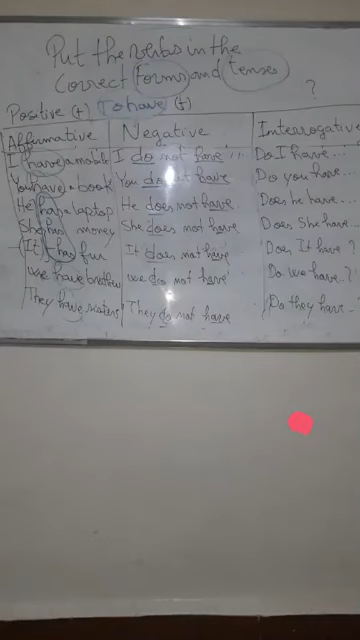 Put the verbs in the
correct forms and tenses
?
Positive (+) To have (+)
Affirmative Negative Interrogative
I have a mobile I do not have... Do I have...
You have a book You do not have Do you have...
He has a laptop He does not have Does he have...
She has money She does not have Does She have...
(It) has fur It does not have Does It have ?
we have brothers we do not have Do we have..?
They have sisters They do not have Do they have..